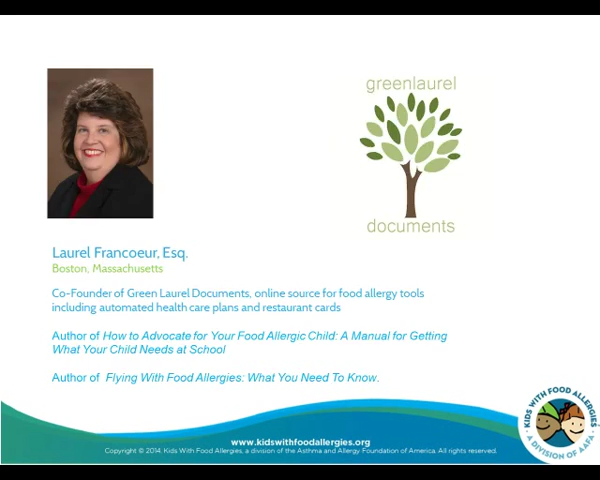 greenlaurel
documents
Laurel Francoeur, Esq.
Boston, Massachusetts
Co-Founder of Green Laurel Documents, online source for food allergy tools
including automated health care plans and restaurant cards
Author of How to Advocate for Your Food Allergic Child: A Manual for Getting
What Your Child Needs at School
Author of Flying With Food Allergies: What You Need To Know.
www.kidswithfoodallergies.org
Copyright © 2014. Kids With Food Allergies, a division of the Asthma and Allergy Foundation of America. All rights reserved.
KIDS WITH FOOD ALLERGIES
• A DIVISION OF AAFA •